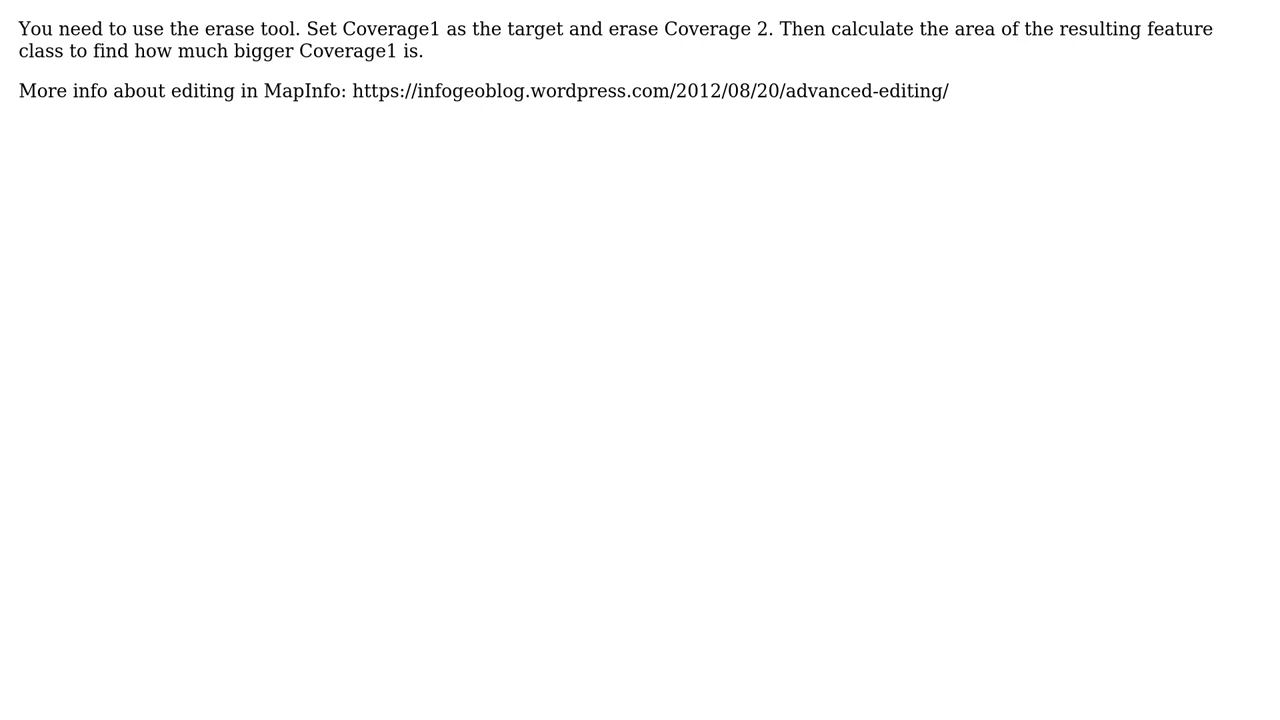 You need to use the erase tool. Set Coverage1 as the target and erase Coverage 2. Then calculate the area of the resulting feature
class to find how much bigger Coverage1 is.
More info about editing in MapInfo: https://infogeoblog.wordpress.com/2012/08/20/advanced-editing/